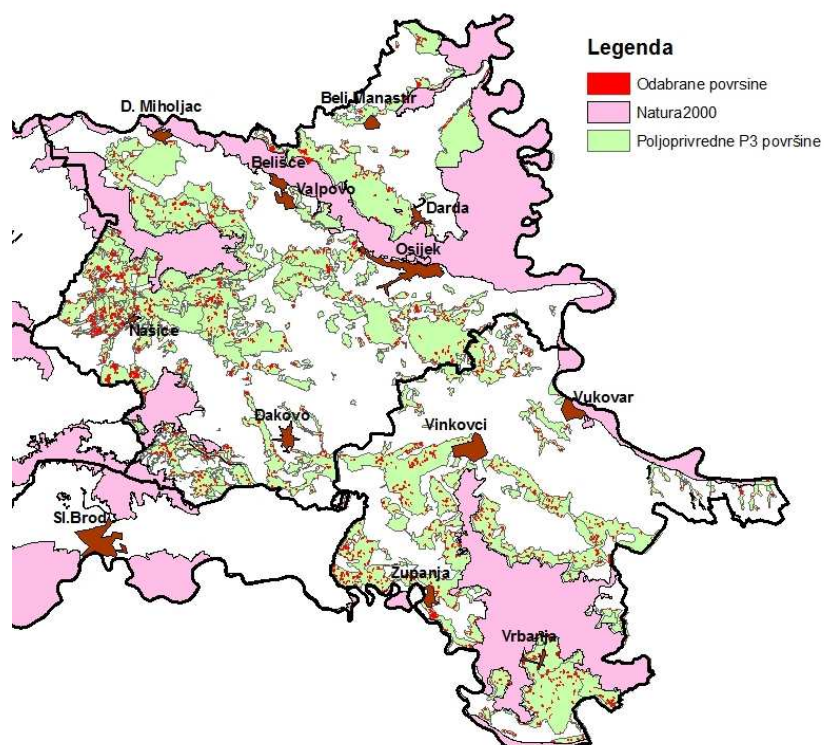 Legenda
Odabrane povrsine
Natura2000
Poljoprivredne P3 površine
D. Miholjac
Beli Manastir
Belišće
Valpovo
Darda
Osijek
Našice
Đakovo
Vinkovci
Vukovar
Sl.Brod
Županja
Vrbanja